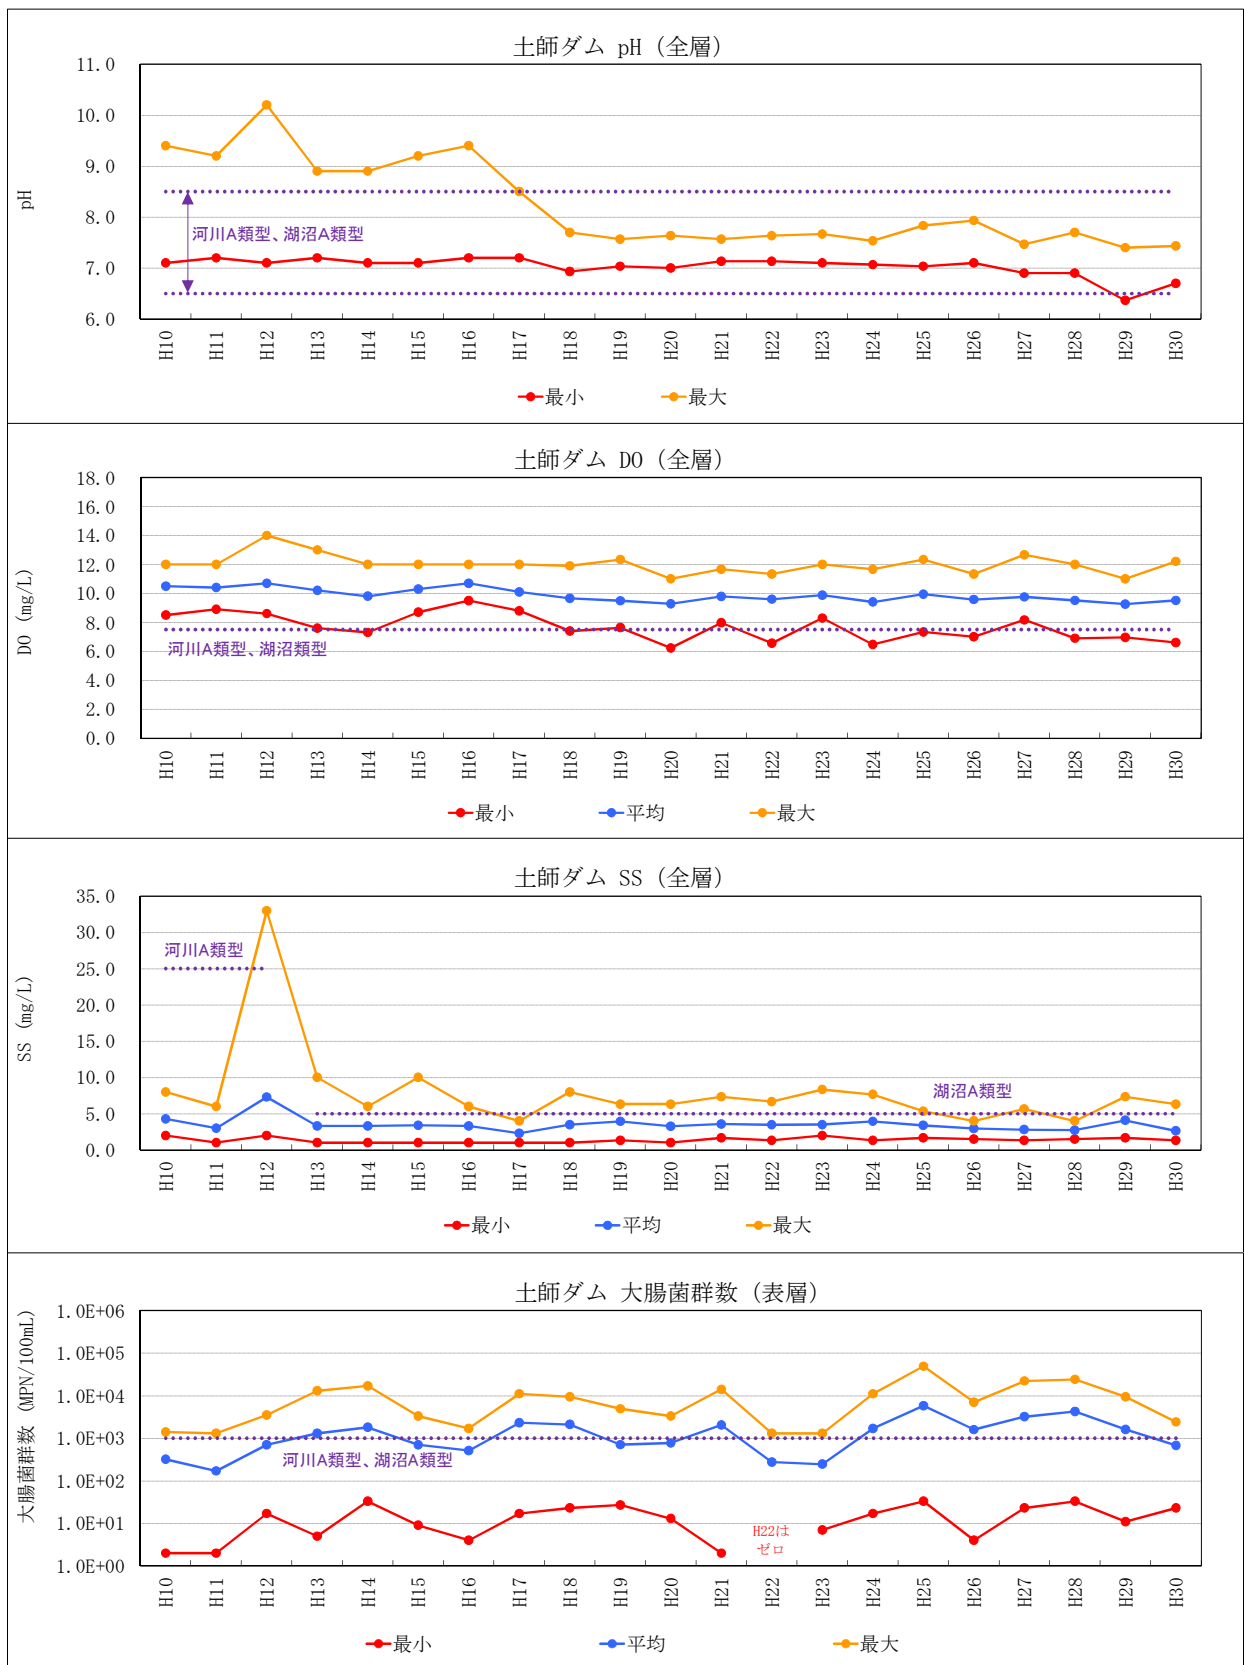 土師ダム pH (全層)
pH
11.0
10.0
9.0
8.0
7.0
6.0
河川A類型、湖沼A類型
H10 H11 H12 H13 H14 H15 H16 H17 H18 H19 H20 H21 H22 H23 H24 H25 H26 H27 H28 H29 H30
最小 最大
土師ダム DO (全層)
DO (mg/L)
18.0
16.0
14.0
12.0
10.0
8.0
6.0
4.0
2.0
0.0
河川A類型、湖沼類型
H10 H11 H12 H13 H14 H15 H16 H17 H18 H19 H20 H21 H22 H23 H24 H25 H26 H27 H28 H29 H30
最小 平均 最大
土師ダム SS (全層)
SS (mg/L)
35.0
30.0
25.0
20.0
15.0
10.0
5.0
0.0
河川A類型
湖沼A類型
H10 H11 H12 H13 H14 H15 H16 H17 H18 H19 H20 H21 H22 H23 H24 H25 H26 H27 H28 H29 H30
最小 平均 最大
土師ダム 大腸菌群数 (表層)
大腸菌群数 (MPN/100mL)
1.0E+06
1.0E+05
1.0E+04
1.0E+03
1.0E+02
1.0E+01
1.0E+00
河川A類型、湖沼A類型
H22は
ゼロ
H10 H11 H12 H13 H14 H15 H16 H17 H18 H19 H20 H21 H22 H23 H24 H25 H26 H27 H28 H29 H30
最小 平均 最大